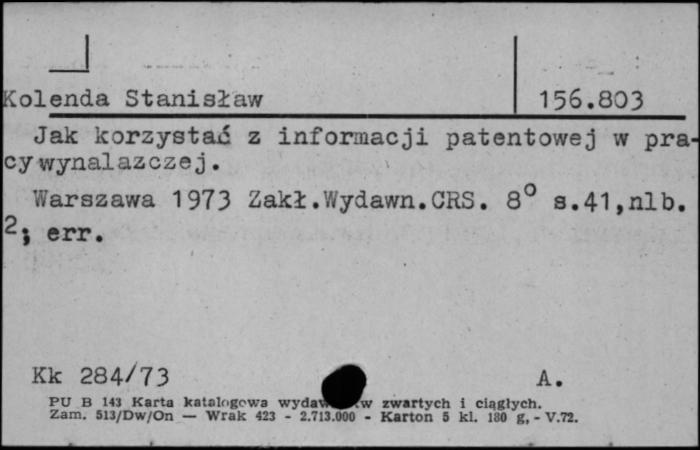 Kolenda Stanisław
156.803
Jak korzystać z informacji patentowej w pra-
cy wynalazczej.
Warszawa 1973 Zakł.Wydawn.CRS. 8° s.41,nlb.
2; err.
Kk 284/73
A.
PU B 143 Karta katalogowa zwartych i ciągłych.
Zam. 513/Dw/On — Wrak 423 - 2.713.000 - Karton 5 kl. 180 g, - V.72.